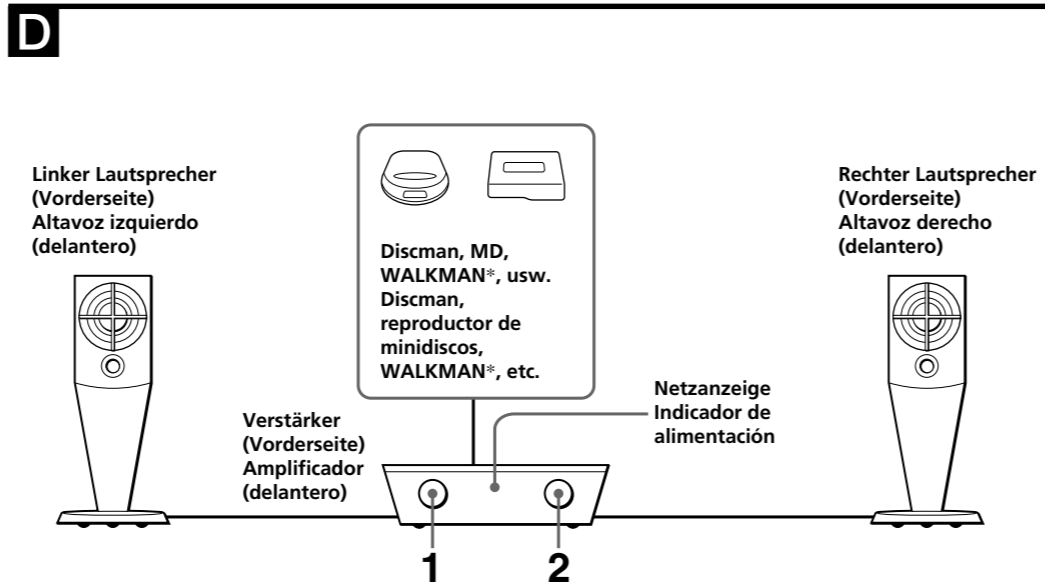 D
Linker Lautsprecher
(Vorderseite)
Altavoz izquierdo
(delantero)
Discman, MD,
WALKMAN*, usw.
Discman,
reproductor de
minidiscos,
WALKMAN*, etc.
Rechter Lautsprecher
(Vorderseite)
Altavoz derecho
(delantero)
Verstärker
(Vorderseite)
Amplificador
(delantero)
Netzanzeige
Indicador de
alimentación
1
2